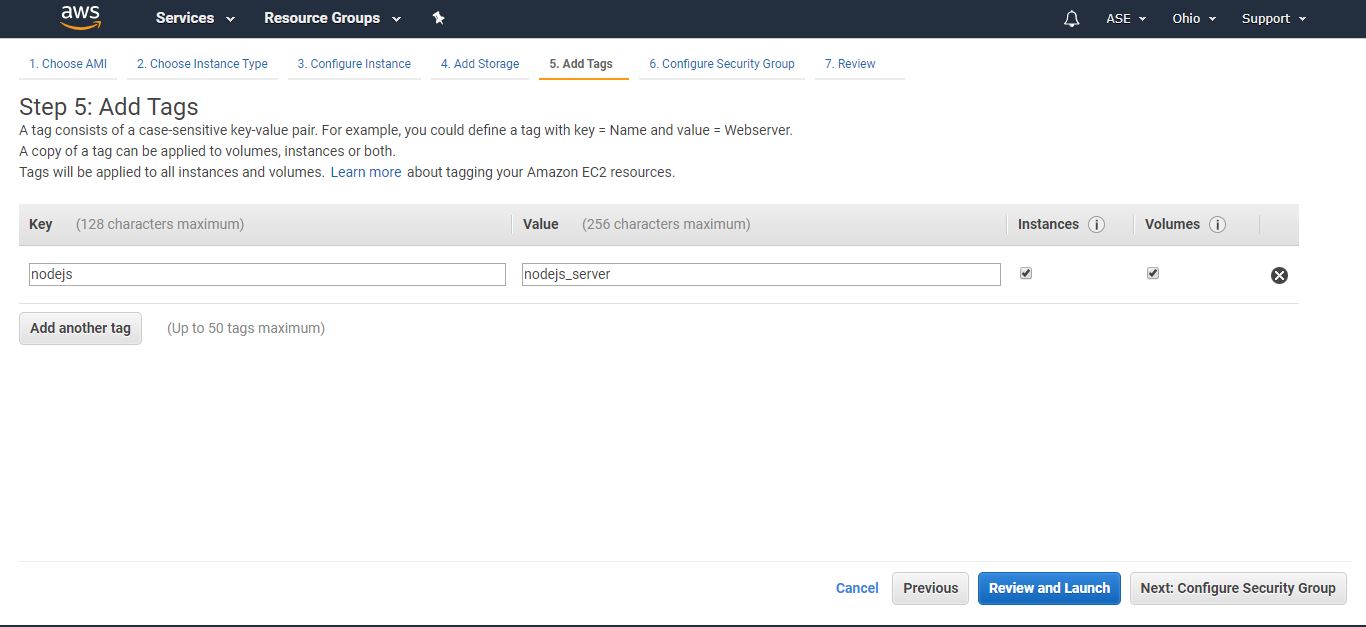 aws Services Resource Groups ASE Ohio Support
1. Choose AMI 2. Choose Instance Type 3. Configure Instance 4. Add Storage 5. Add Tags 6. Configure Security Group 7. Review
Step 5: Add Tags
A tag consists of a case-sensitive key-value pair. For example, you could define a tag with key = Name and value = Webserver.
A copy of a tag can be applied to volumes, instances or both.
Tags will be applied to all instances and volumes. Learn more about tagging your Amazon EC2 resources.
Key (128 characters maximum) Value (256 characters maximum) Instances i Volumes i
nodejs nodejs_server
Add another tag (Up to 50 tags maximum)
Cancel Previous Review and Launch Next: Configure Security Group